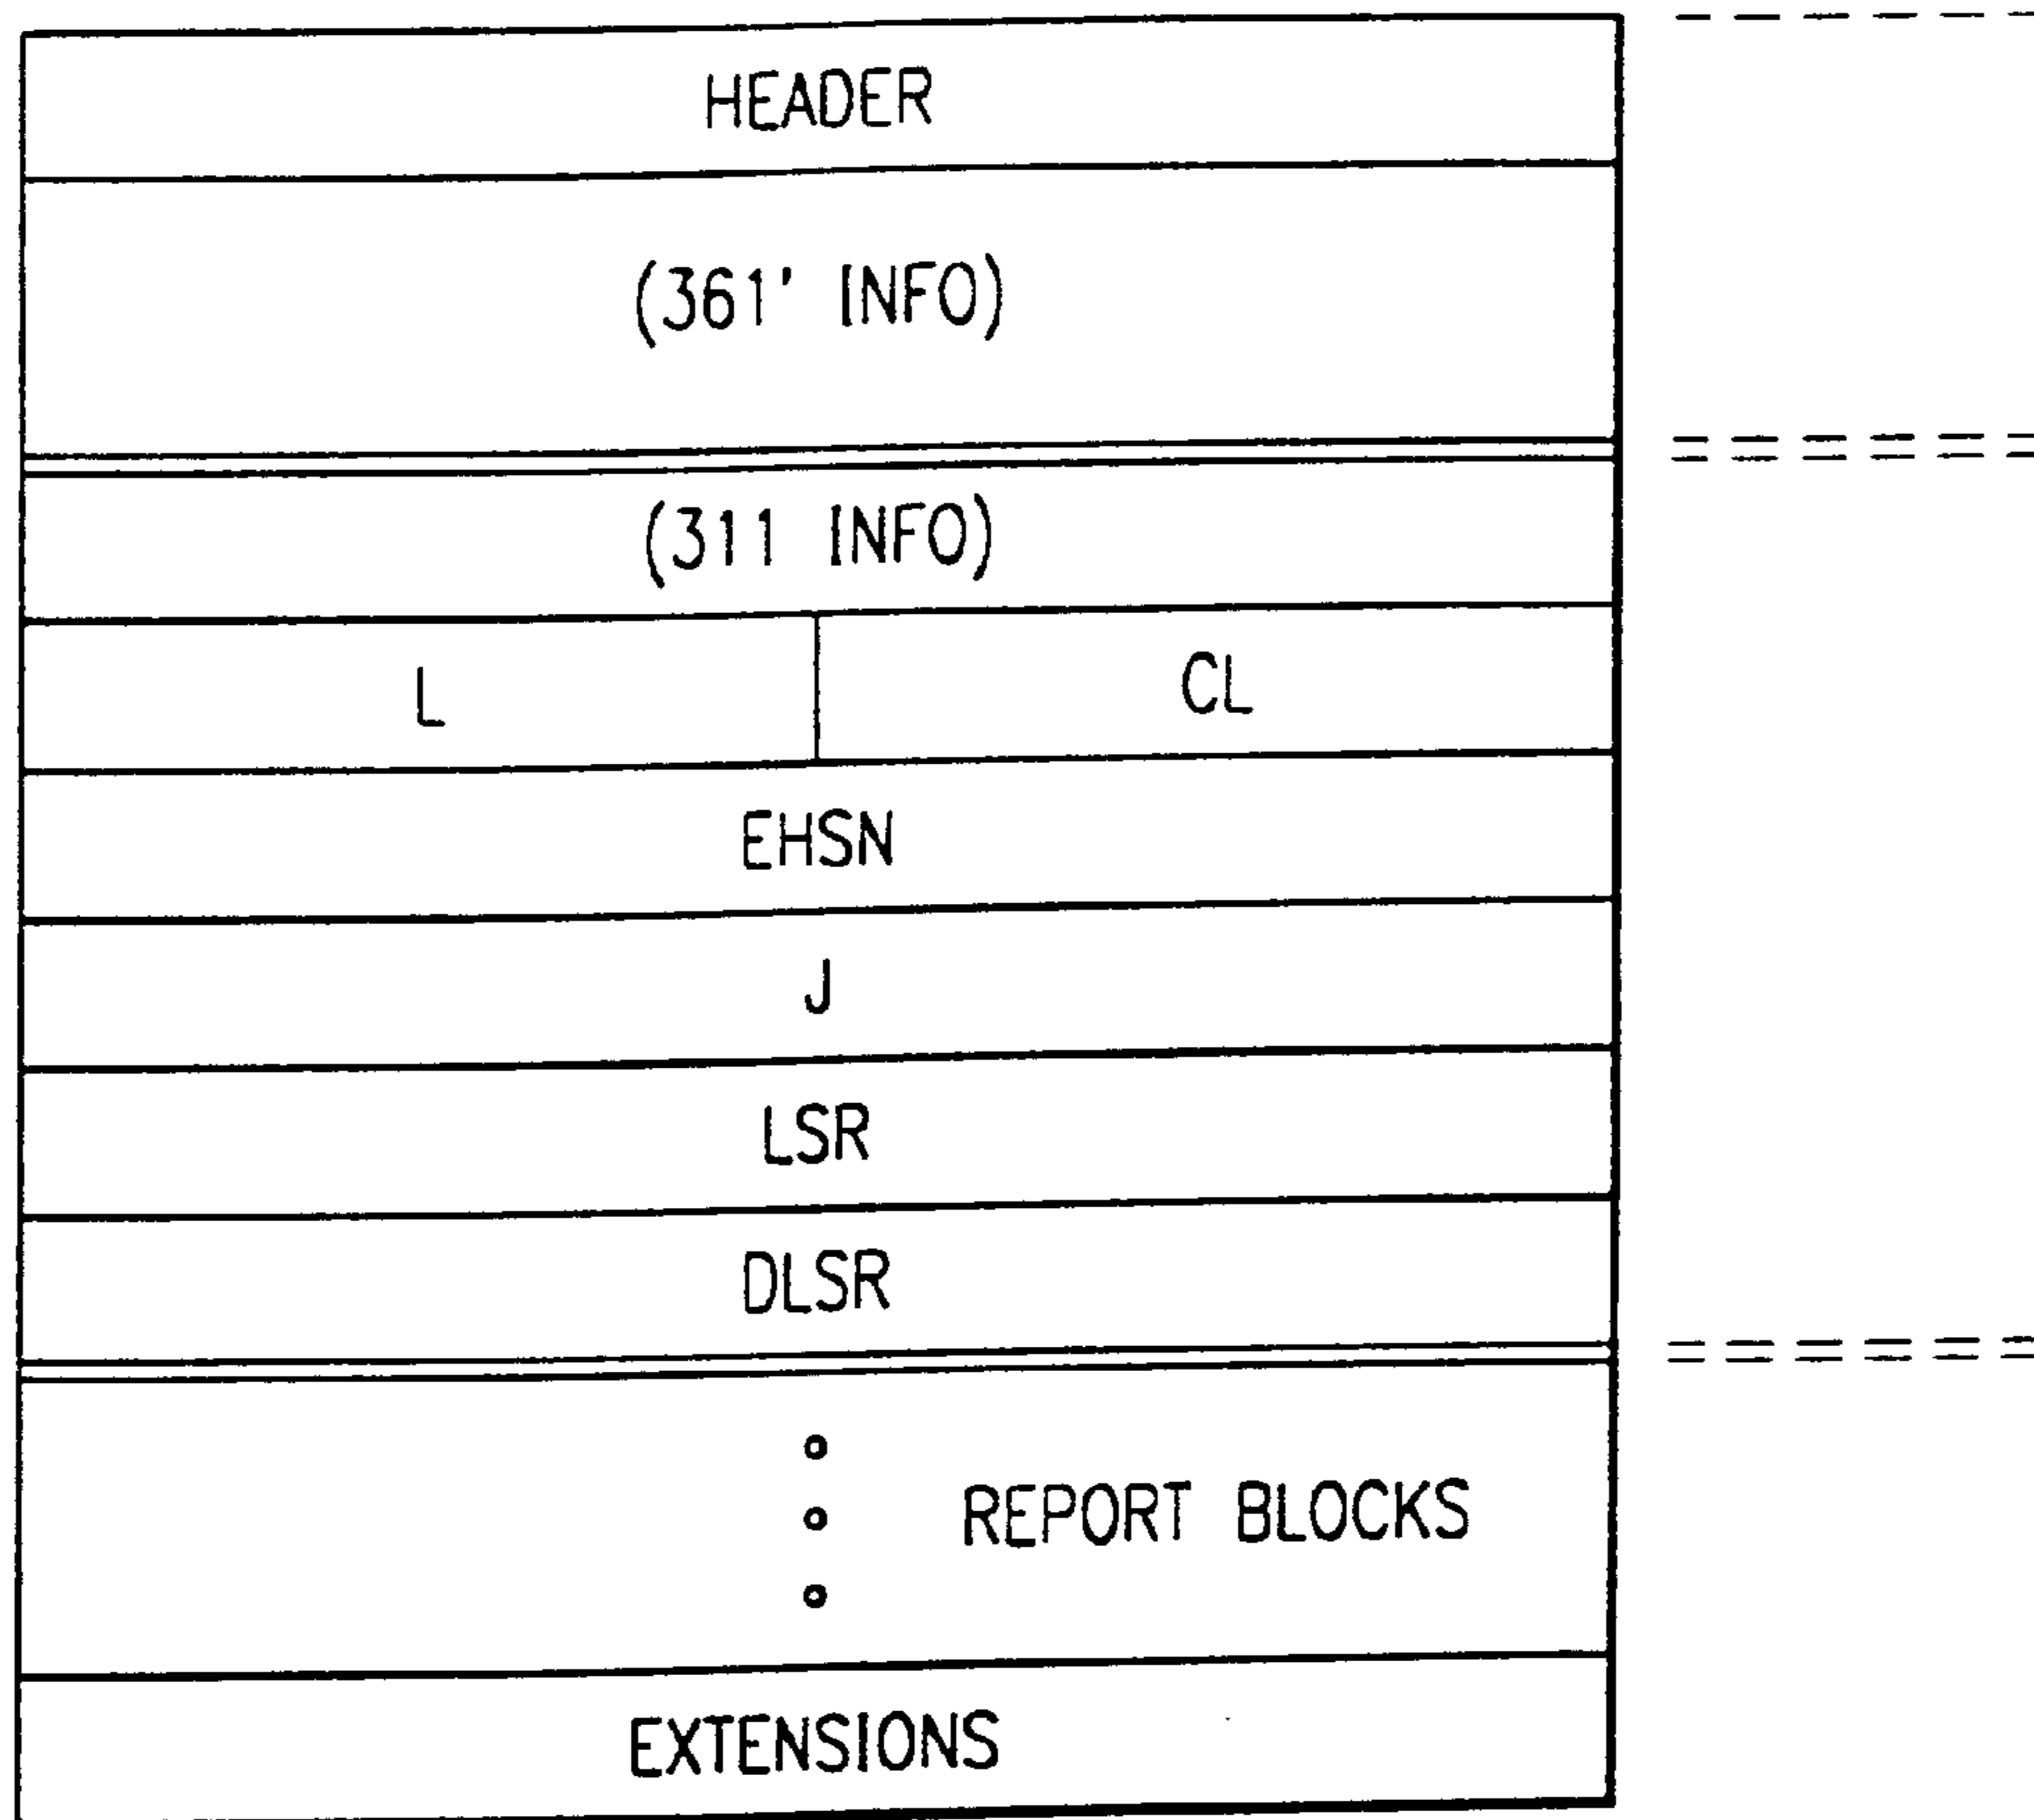 HEADER
(361' INFO)
(311 INFO)
L CL
EHSN
J
LSR
DLSR
REPORT BLOCKS
EXTENSIONS